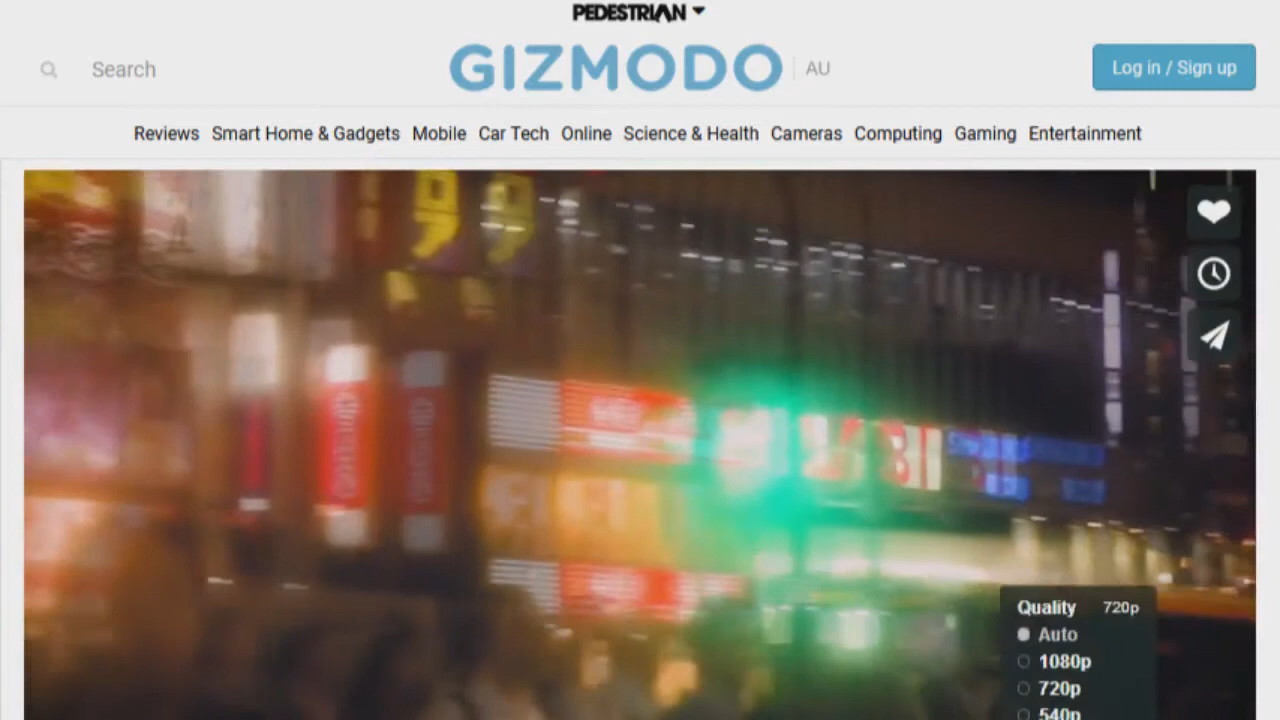 PEDESTRIAN
Search
GIZMODO
AU
Log in / Sign up
Reviews Smart Home & Gadgets Mobile Car Tech Online Science & Health Cameras Computing Gaming Entertainment
Quality 720p
Auto
1080p
720p
540p